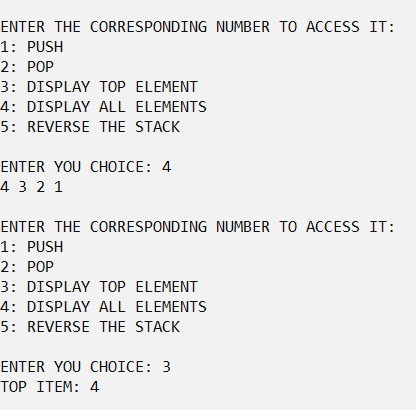 ENTER THE CORRESPONDING NUMBER TO ACCESS IT:
1: PUSH
2: POP
3: DISPLAY TOP ELEMENT
4: DISPLAY ALL ELEMENTS
5: REVERSE THE STACK
ENTER YOU CHOICE: 4
4 3 2 1
ENTER THE CORRESPONDING NUMBER TO ACCESS IT:
1: PUSH
2: POP
3: DISPLAY TOP ELEMENT
4: DISPLAY ALL ELEMENTS
5: REVERSE THE STACK
ENTER YOU CHOICE: 3
TOP ITEM: 4